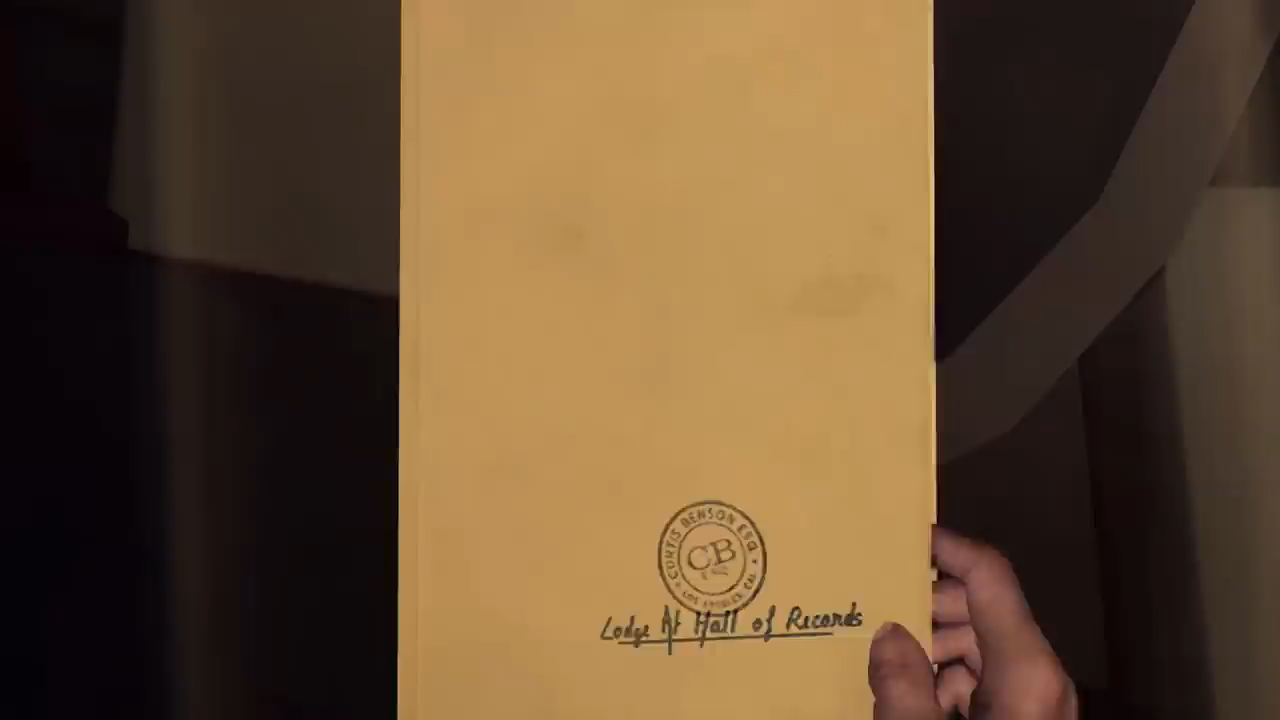 CURTIS BENSON ESQ
CB
LOS ANGELES, CAL
Lodge At Hall of Records